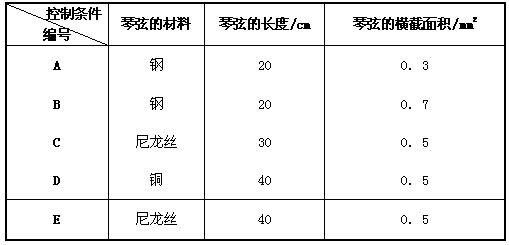 控制条件
编号
琴弦的材料 琴弦的长度/cm 琴弦的横截面积/mm²
A 钢 20 0.3
B 钢 20 0.7
C 尼龙丝 30 0.5
D 铜 40 0.5
E 尼龙丝 40 0.5